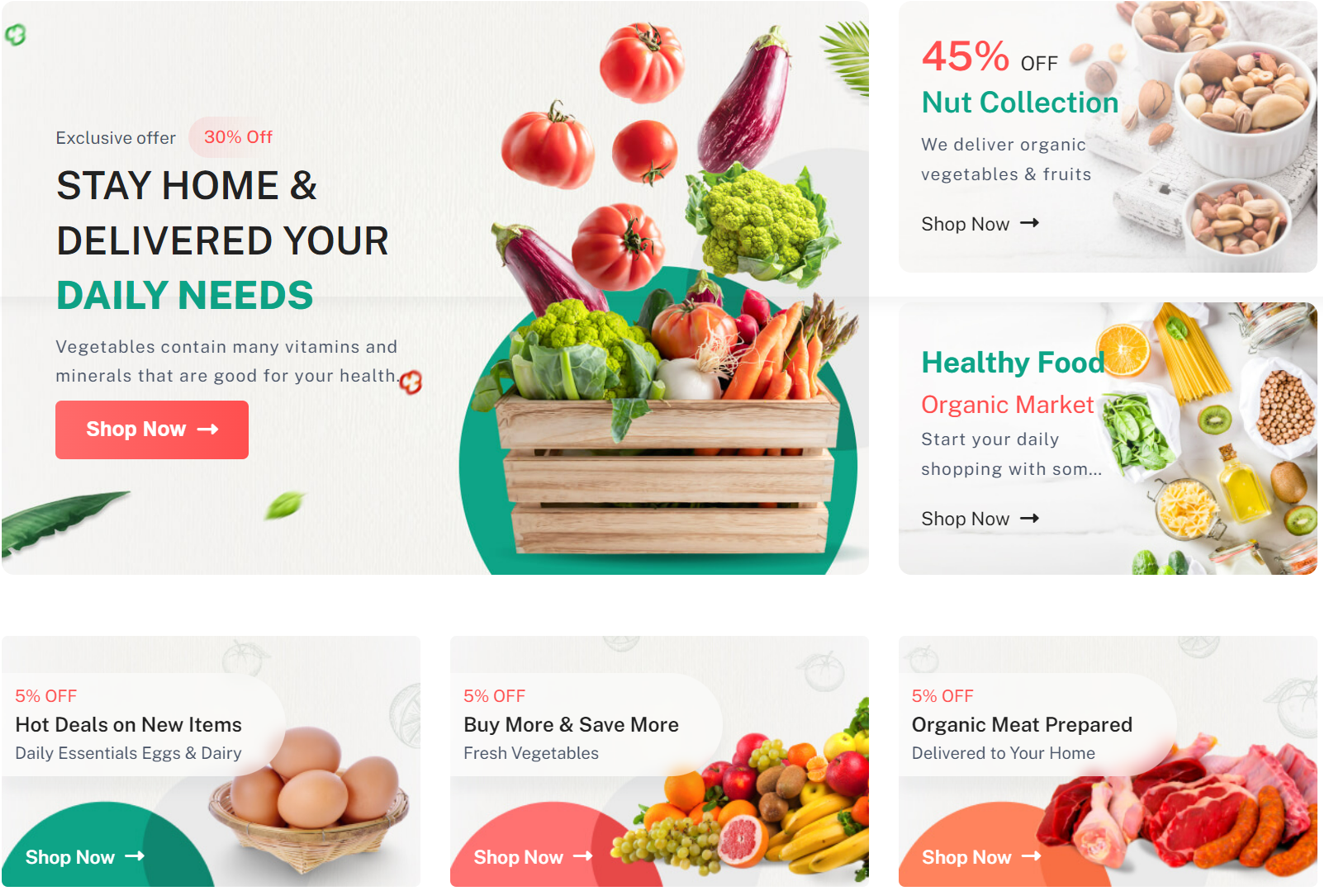 Exclusive offer 30% Off
STAY HOME &
DELIVERED YOUR
DAILY NEEDS
Vegetables contain many vitamins and
minerals that are good for your health.
Shop Now
45% OFF
Nut Collection
We deliver organic
vegetables & fruits
Shop Now
Healthy Food
Organic Market
Start your daily
shopping with som...
Shop Now
5% OFF
Hot Deals on New Items
Daily Essentials Eggs & Dairy
Shop Now
5% OFF
Buy More & Save More
Fresh Vegetables
Shop Now
5% OFF
Organic Meat Prepared
Delivered to Your Home
Shop Now